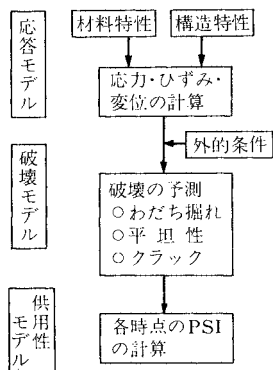 応答モデル
材料特性
構造特性
応力・ひずみ・
変位の計算
外的条件
破壊モデル
破壊の予測
○わだち掘れ
○平坦性
○クラック
供用性
モデル
各時点のPSI
の計算